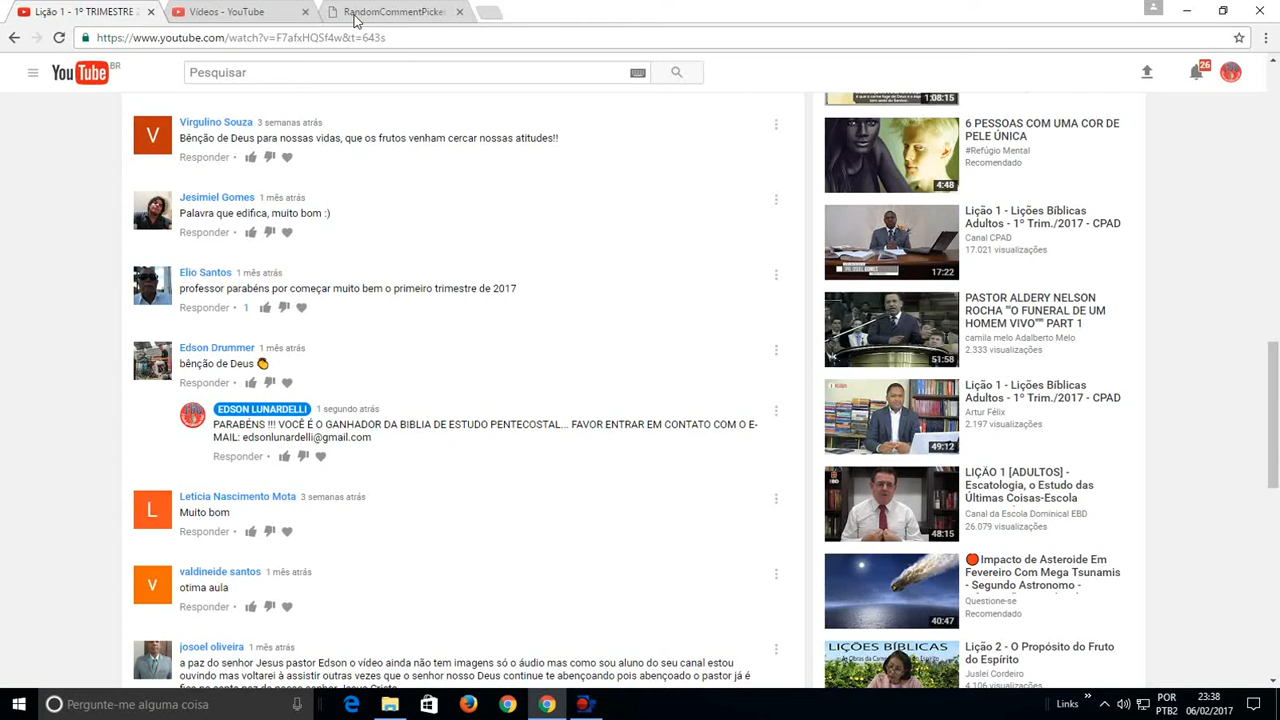 Lição 1 - 1º TRIMESTRE
Vídeos - YouTube
RandomCommentPicke
https://www.youtube.com/watch?v=F7afxHQSf4w&t=643s
YouTube BR
Pesquisar
26
Virgulino Souza 3 semanas atrás
Bênção de Deus para nossas vidas, que os frutos venham cercar nossas atitudes!!
Responder •
Jesimiel Gomes 1 mês atrás
Palavra que edifica, muito bom :)
Responder •
Elio Santos 1 mês atrás
professor parabéns por começar muito bem o primeiro trimestre de 2017
Responder • 1
Edson Drummer 1 mês atrás
bênção de Deus 👏
Responder •
EDSON LUNARDELLI 1 segundo atrás
PARABÉNS !!! VOCÊ É O GANHADOR DA BIBLIA DE ESTUDO PENTECOSTAL... FAVOR ENTRAR EM CONTATO COM O E-
MAIL: edsonlunardelli@gmail.com
Responder •
L
Leticia Nascimento Mota 3 semanas atrás
Muito bom
Responder •
V
valdineide santos 1 mês atrás
otima aula
Responder •
josoel oliveira 1 mês atrás
a paz do senhor Jesus pastor Edson o vídeo ainda não tem imagens só o áudio mas como sou aluno do seu canal estou
ouvindo mas voltarei à assistir outras vezes que o senhor nosso Deus continue te abençoando pois abençoado o pastor já é
1:08:15
6 PESSOAS COM UMA COR DE
PELE ÚNICA
#Refúgio Mental
Recomendado
4:48
Lição 1 - Lições Bíblicas
Adultos - 1º Trim./2017 - CPAD
Canal CPAD
17.021 visualizações
17:22
PASTOR ALDERY NELSON
ROCHA '"O FUNERAL DE UM
HOMEM VIVO"'" PART 1
camila melo Adalberto Melo
2.333 visualizações
51:58
Lição 1 - Lições Bíblicas
Adultos - 1º Trim./2017 - CPAD
Artur Félix
2.197 visualizações
49:12
LIÇÃO 1 [ADULTOS] -
Escatologia, o Estudo das
Últimas Coisas-Escola
Canal da Escola Dominical EBD
26.079 visualizações
48:15
Impacto de Asteroide Em
Fevereiro Com Mega Tsunamis
- Segundo Astronomo -
Questione-se
Recomendado
40:47
LIÇÕES BÍBLICAS
Lição 2 - O Propósito do Fruto
do Espírito
Juslei Cordeiro
4.106 visualizações
Pergunte-me alguma coisa
Links
POR
PTB2
23:38
06/02/2017